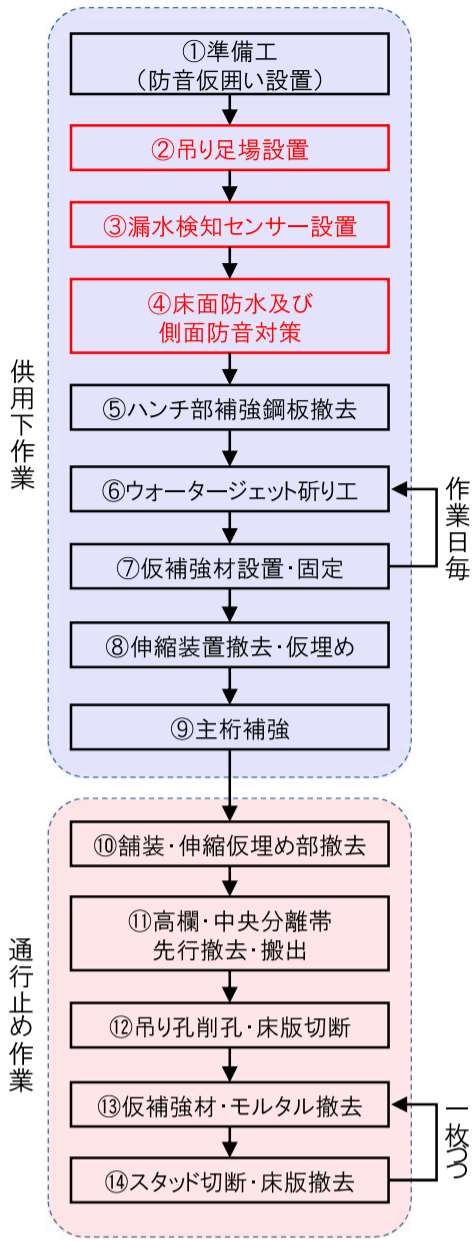 ①準備工
（防音仮囲い設置）
②吊り足場設置
③漏水検知センサー設置
④床面防水及び
側面防音対策
⑤ハンチ部補強鋼板撤去
⑥ウォータージェット斫り工
⑦仮補強材設置・固定
作業日毎
⑧伸縮装置撤去・仮埋め
⑨主桁補強
供用下作業
⑩舗装・伸縮仮埋め部撤去
⑪高欄・中央分離帯
先行撤去・搬出
⑫吊り孔削孔・床版切断
⑬仮補強材・モルタル撤去
⑭スタッド切断・床版撤去
一枚づつ
通行止め作業